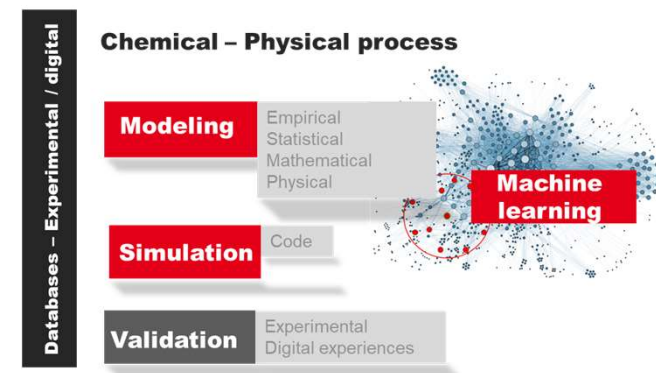 Databases – Experimental / digital
Chemical – Physical process
Modeling
Empirical
Statistical
Mathematical
Physical
Machine
learning
Simulation
Code
Validation
Experimental
Digital experiences